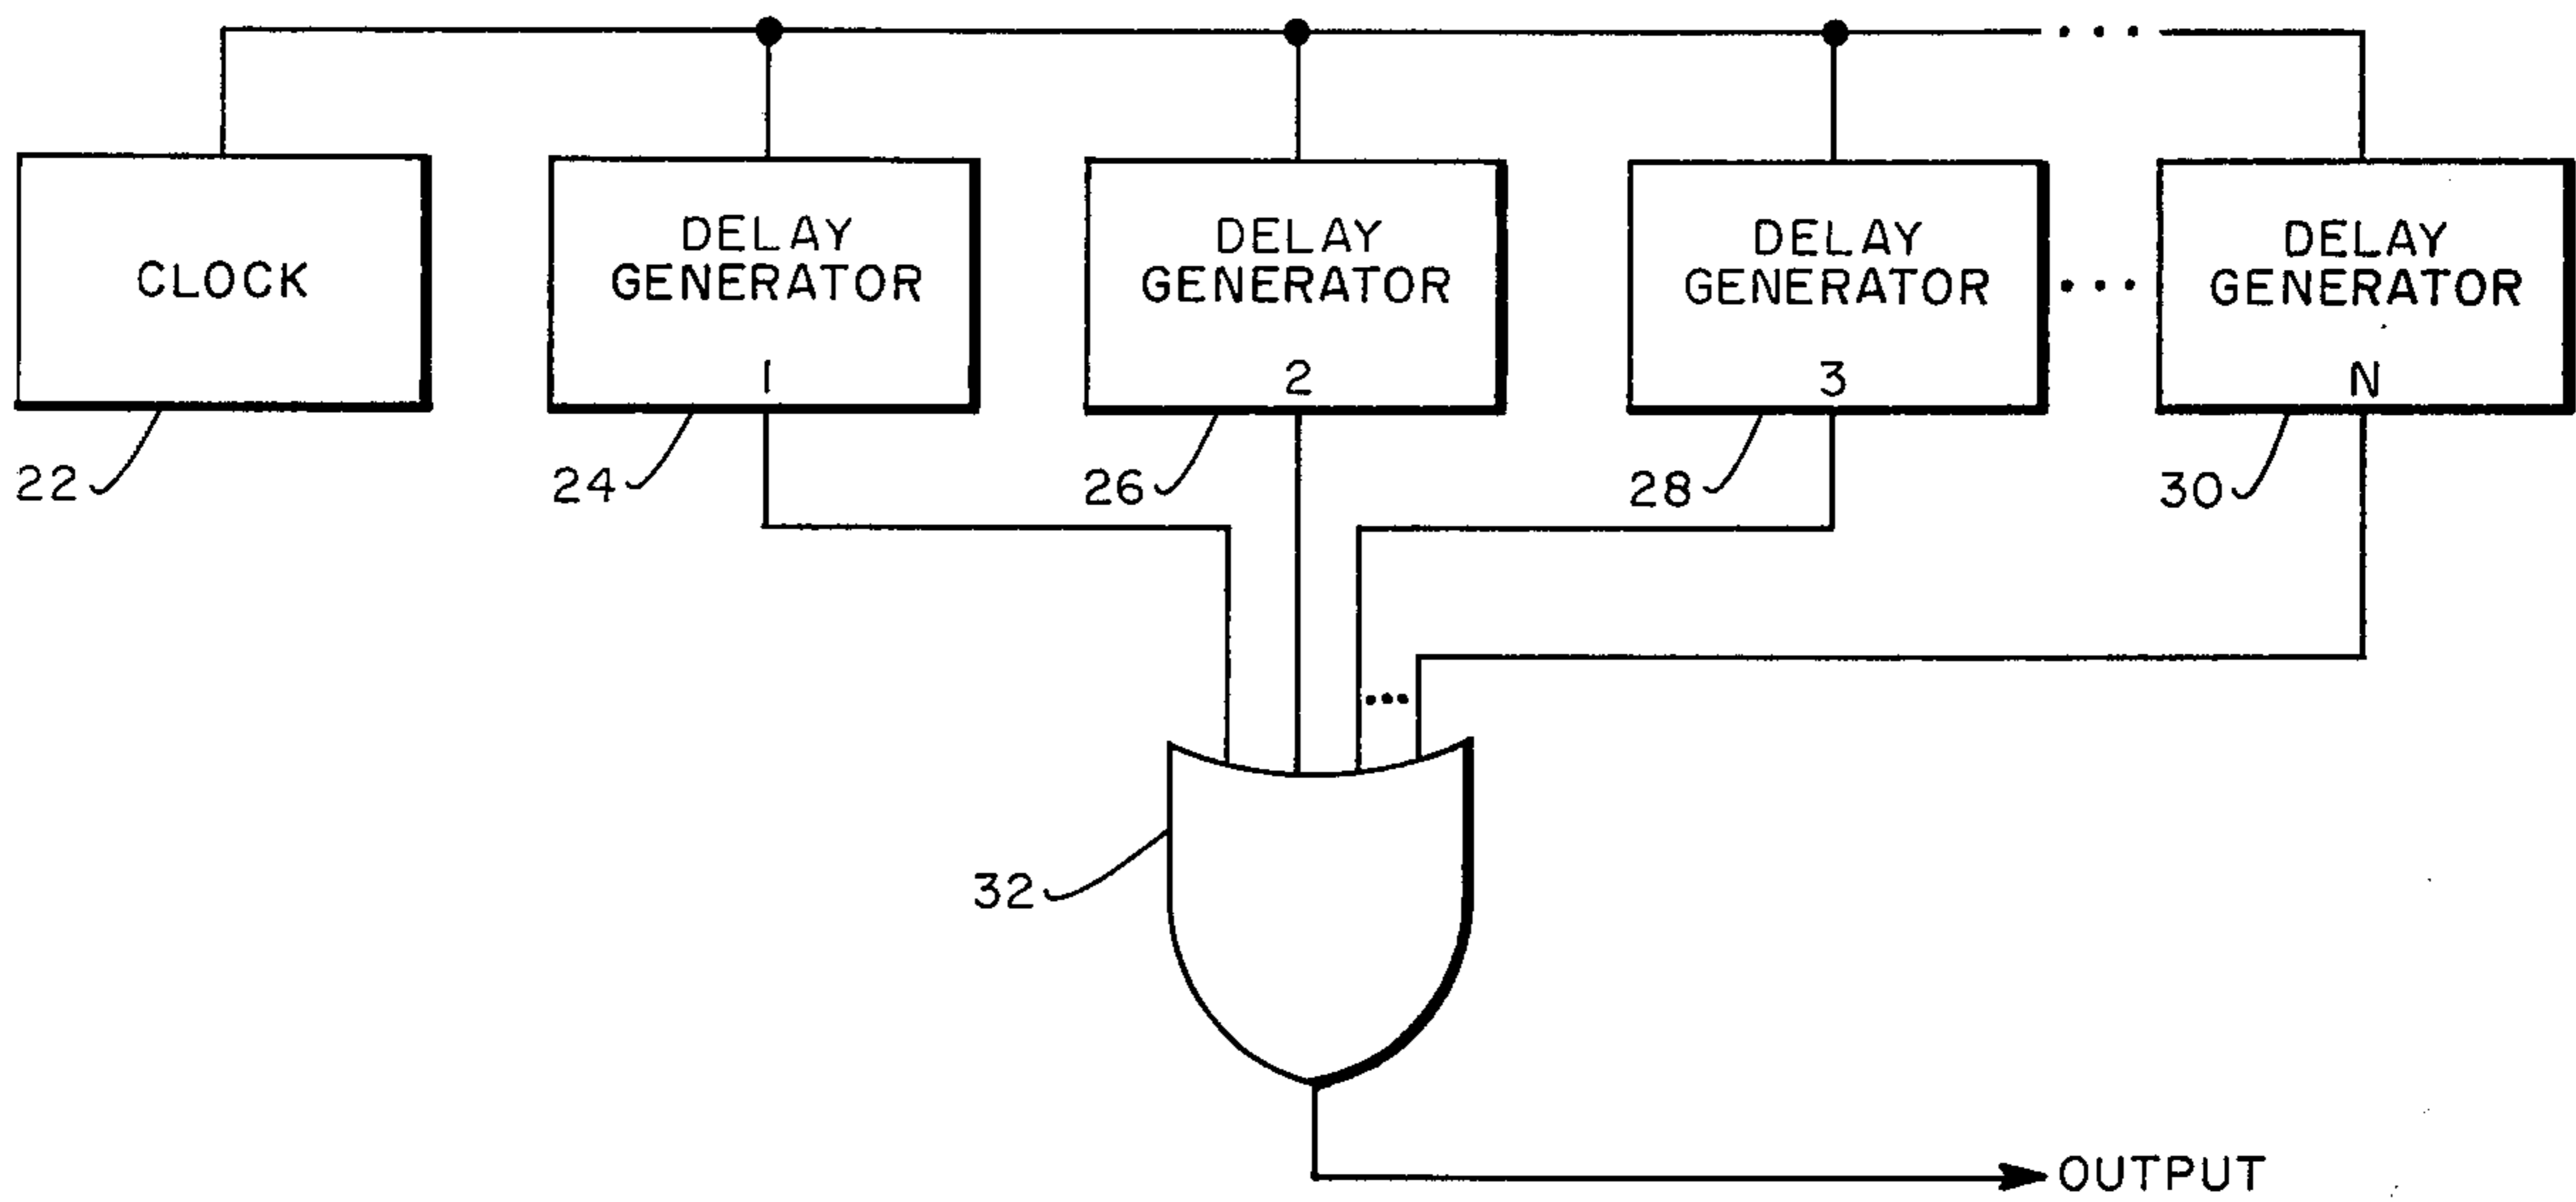 CLOCK
DELAY
GENERATOR
1
DELAY
GENERATOR
2
DELAY
GENERATOR
3
...
DELAY
GENERATOR
N
22
24
26
28
30
32
OUTPUT